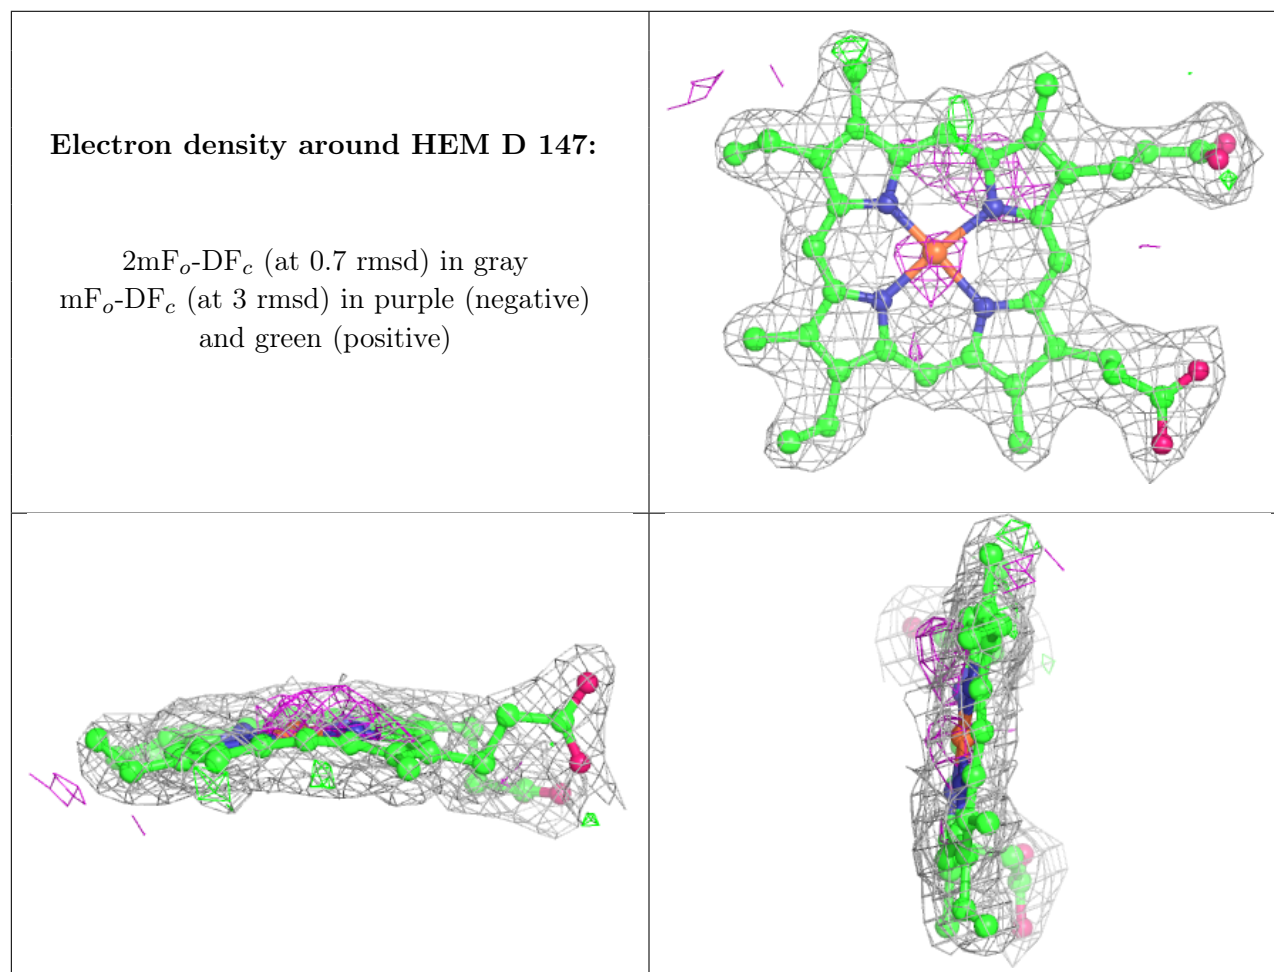 Electron density around HEM D 147:
2mFo-DFc (at 0.7 rmsd) in gray
mFo-DFc (at 3 rmsd) in purple (negative)
and green (positive)